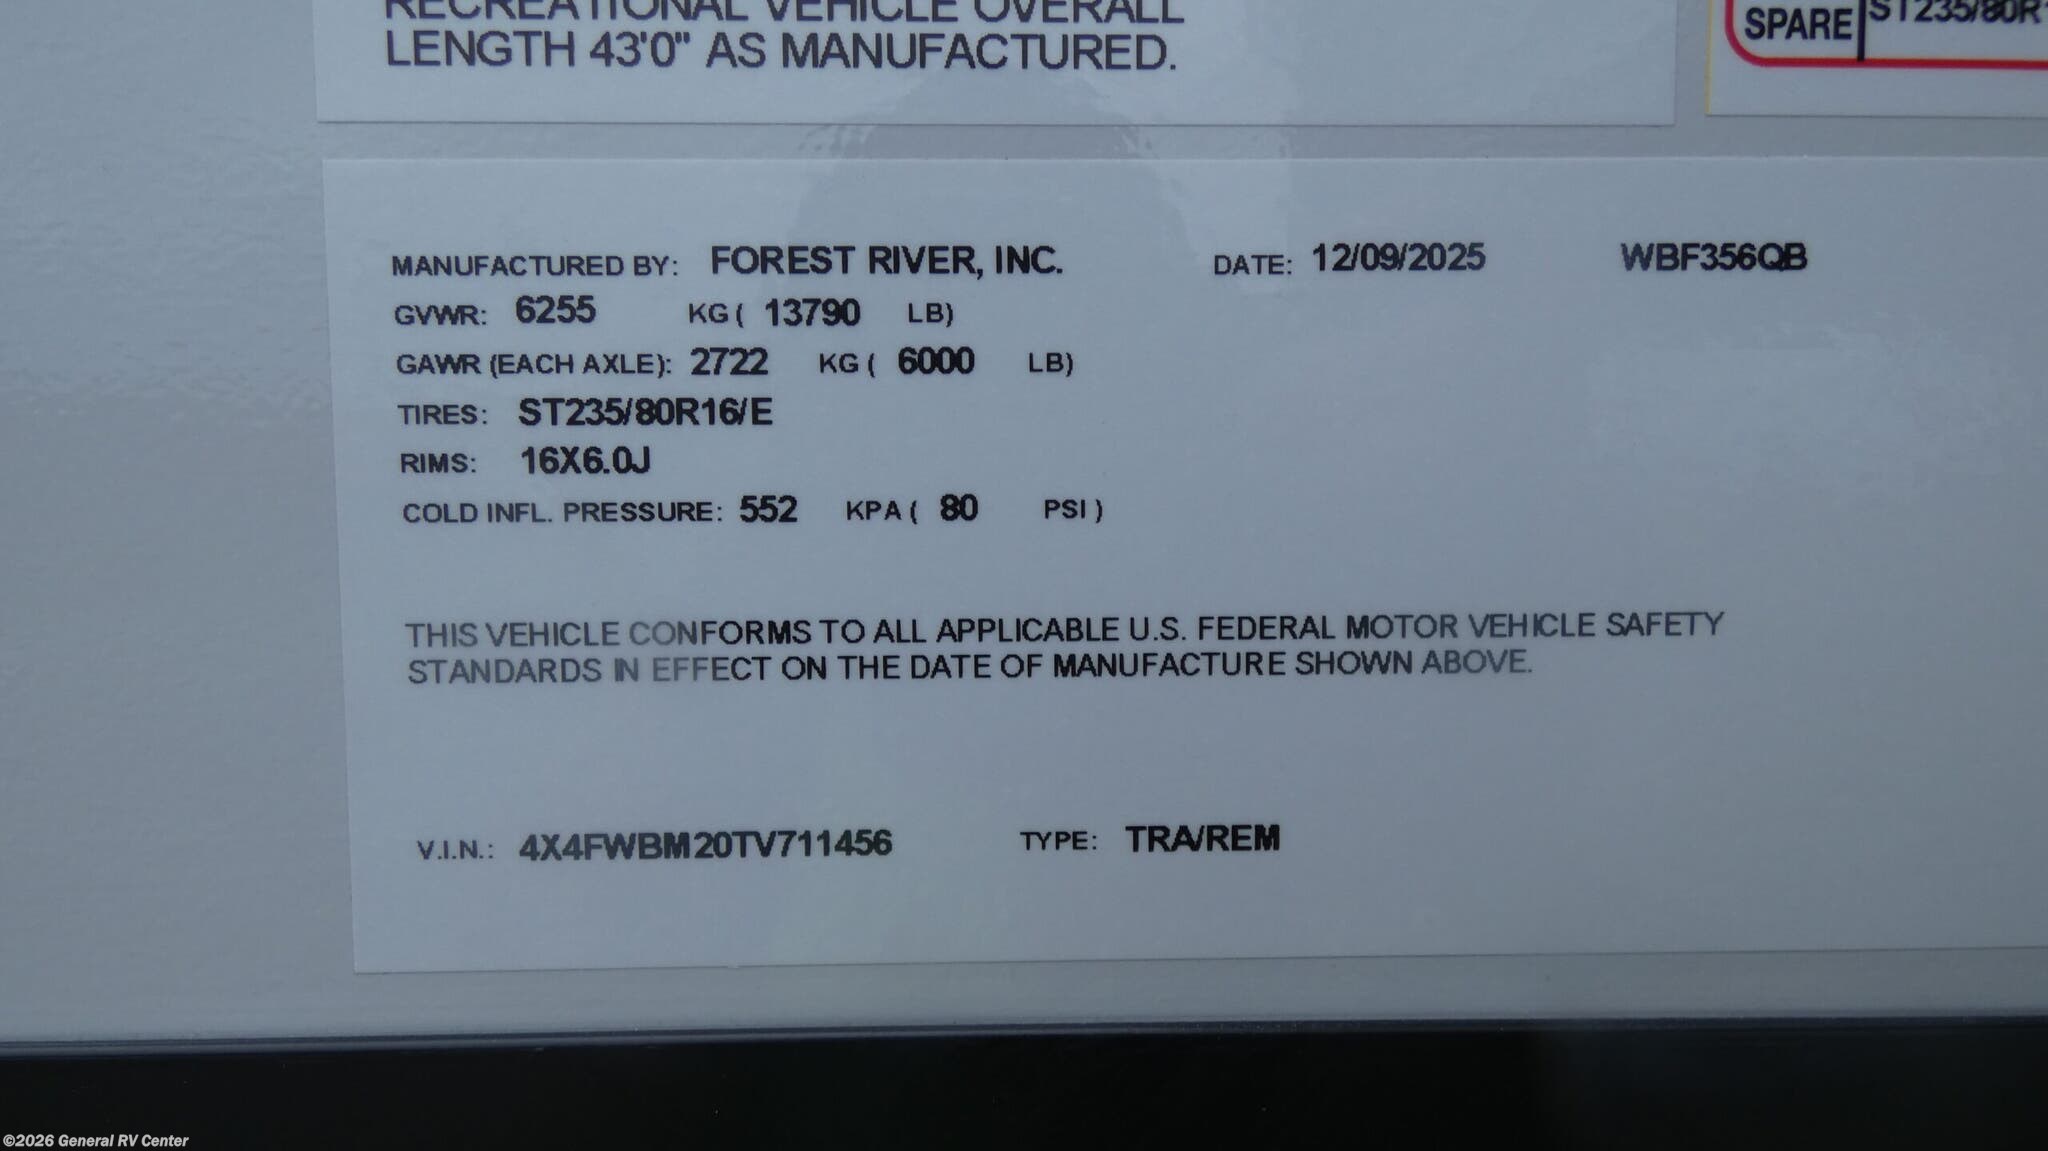 RECREATIONAL VEHICLE OVERALL
LENGTH 43'0" AS MANUFACTURED.
SPARE ST235/80R
MANUFACTURED BY: FOREST RIVER, INC. DATE: 12/09/2025 WBF356QB
GVWR: 6255 KG ( 13790 LB)
GAWR (EACH AXLE): 2722 KG ( 6000 LB)
TIRES: ST235/80R16/E
RIMS: 16X6.0J
COLD INFL. PRESSURE: 552 KPA ( 80 PSI )
THIS VEHICLE CONFORMS TO ALL APPLICABLE U.S. FEDERAL MOTOR VEHICLE SAFETY
STANDARDS IN EFFECT ON THE DATE OF MANUFACTURE SHOWN ABOVE.
V.I.N.: 4X4FWBM20TV711456 TYPE: TRA/REM
©2026 General RV Center